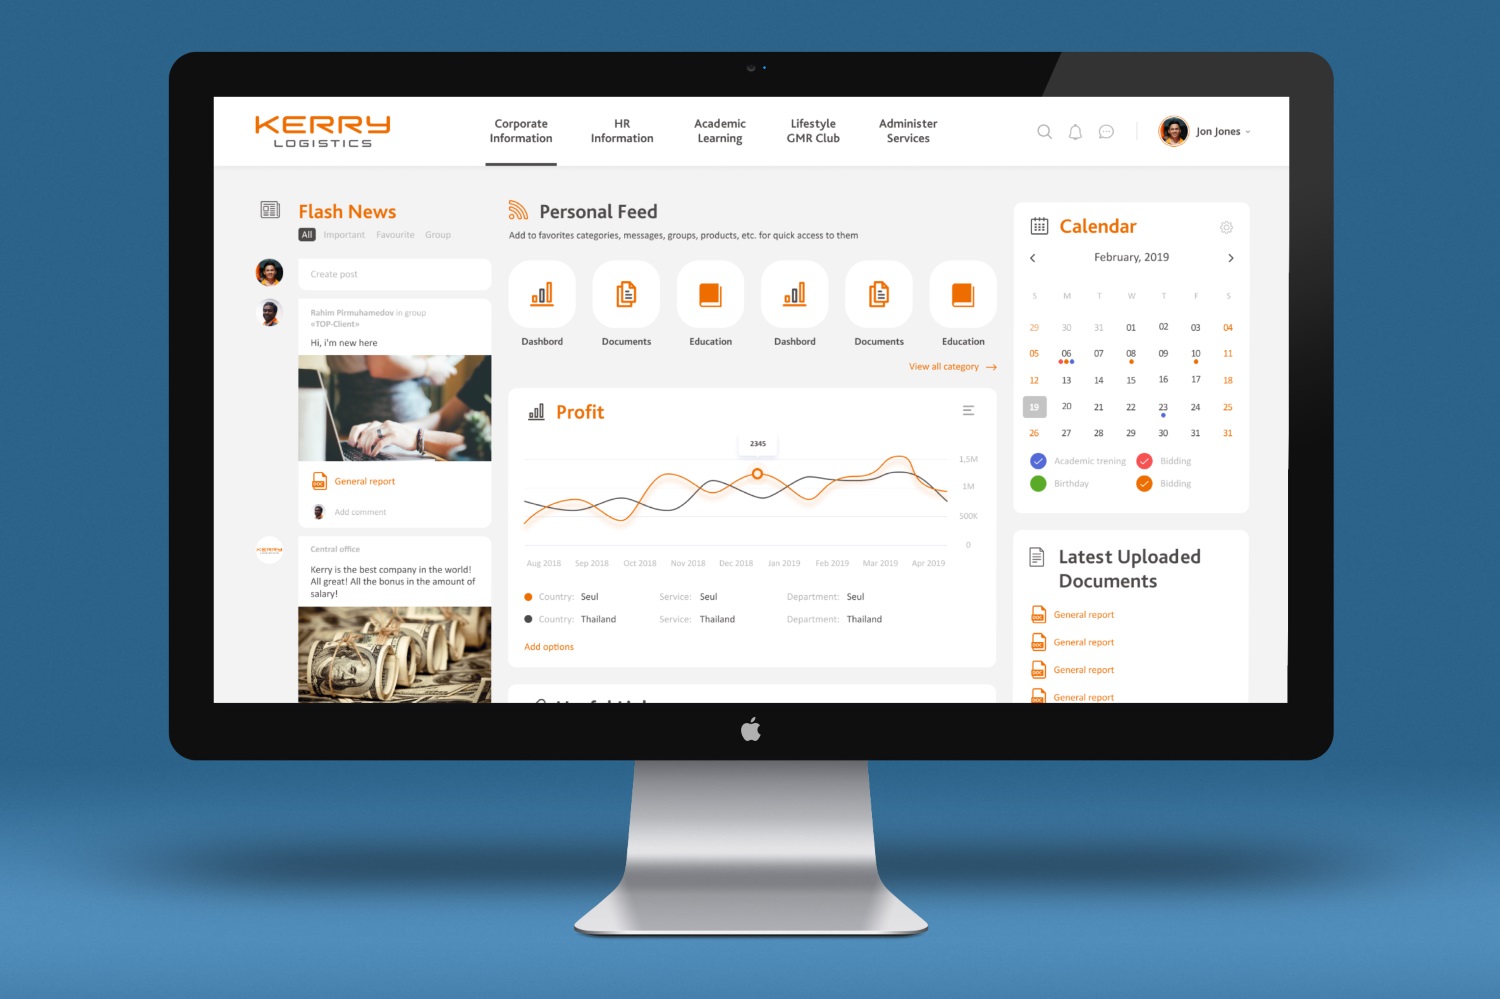 KERRY
LOGISTICS
Corporate
Information
HR
Information
Academic
Learning
Lifestyle
GMR Club
Administer
Services
Jon Jones
Flash News
All Important Favourite Group
Create post
Rahim Pirmuhamedov in group
«TOP-Client»
Hi, i'm new here
DOC General report
Add comment
KERRY
Central office
Kerry is the best company in the world!
All great! All the bonus in the amount of
salary!
Personal Feed
Add to favorites categories, messages, groups, products, etc. for quick access to them
Dashbord Documents Education Dashbord Documents Education
View all category
Profit
2345
1,5M
1M
500K
0
Aug 2018 Sep 2018 Oct 2018 Nov 2018 Dec 2018 Jan 2019 Feb 2019 Mar 2019 Apr 2019
Country: Seul Service: Seul Department: Seul
Country: Thailand Service: Thailand Department: Thailand
Add options
Calendar
February, 2019
S M T W T F S
29 30 31 01 02 03 04
05 06 07 08 09 10 11
12 13 14 15 16 17 18
19 20 21 22 23 24 25
26 27 28 29 30 31 31
Academic trening Bidding
Birthday Bidding
Latest Uploaded
Documents
DOC General report
DOC General report
DOC General report
DOC General report